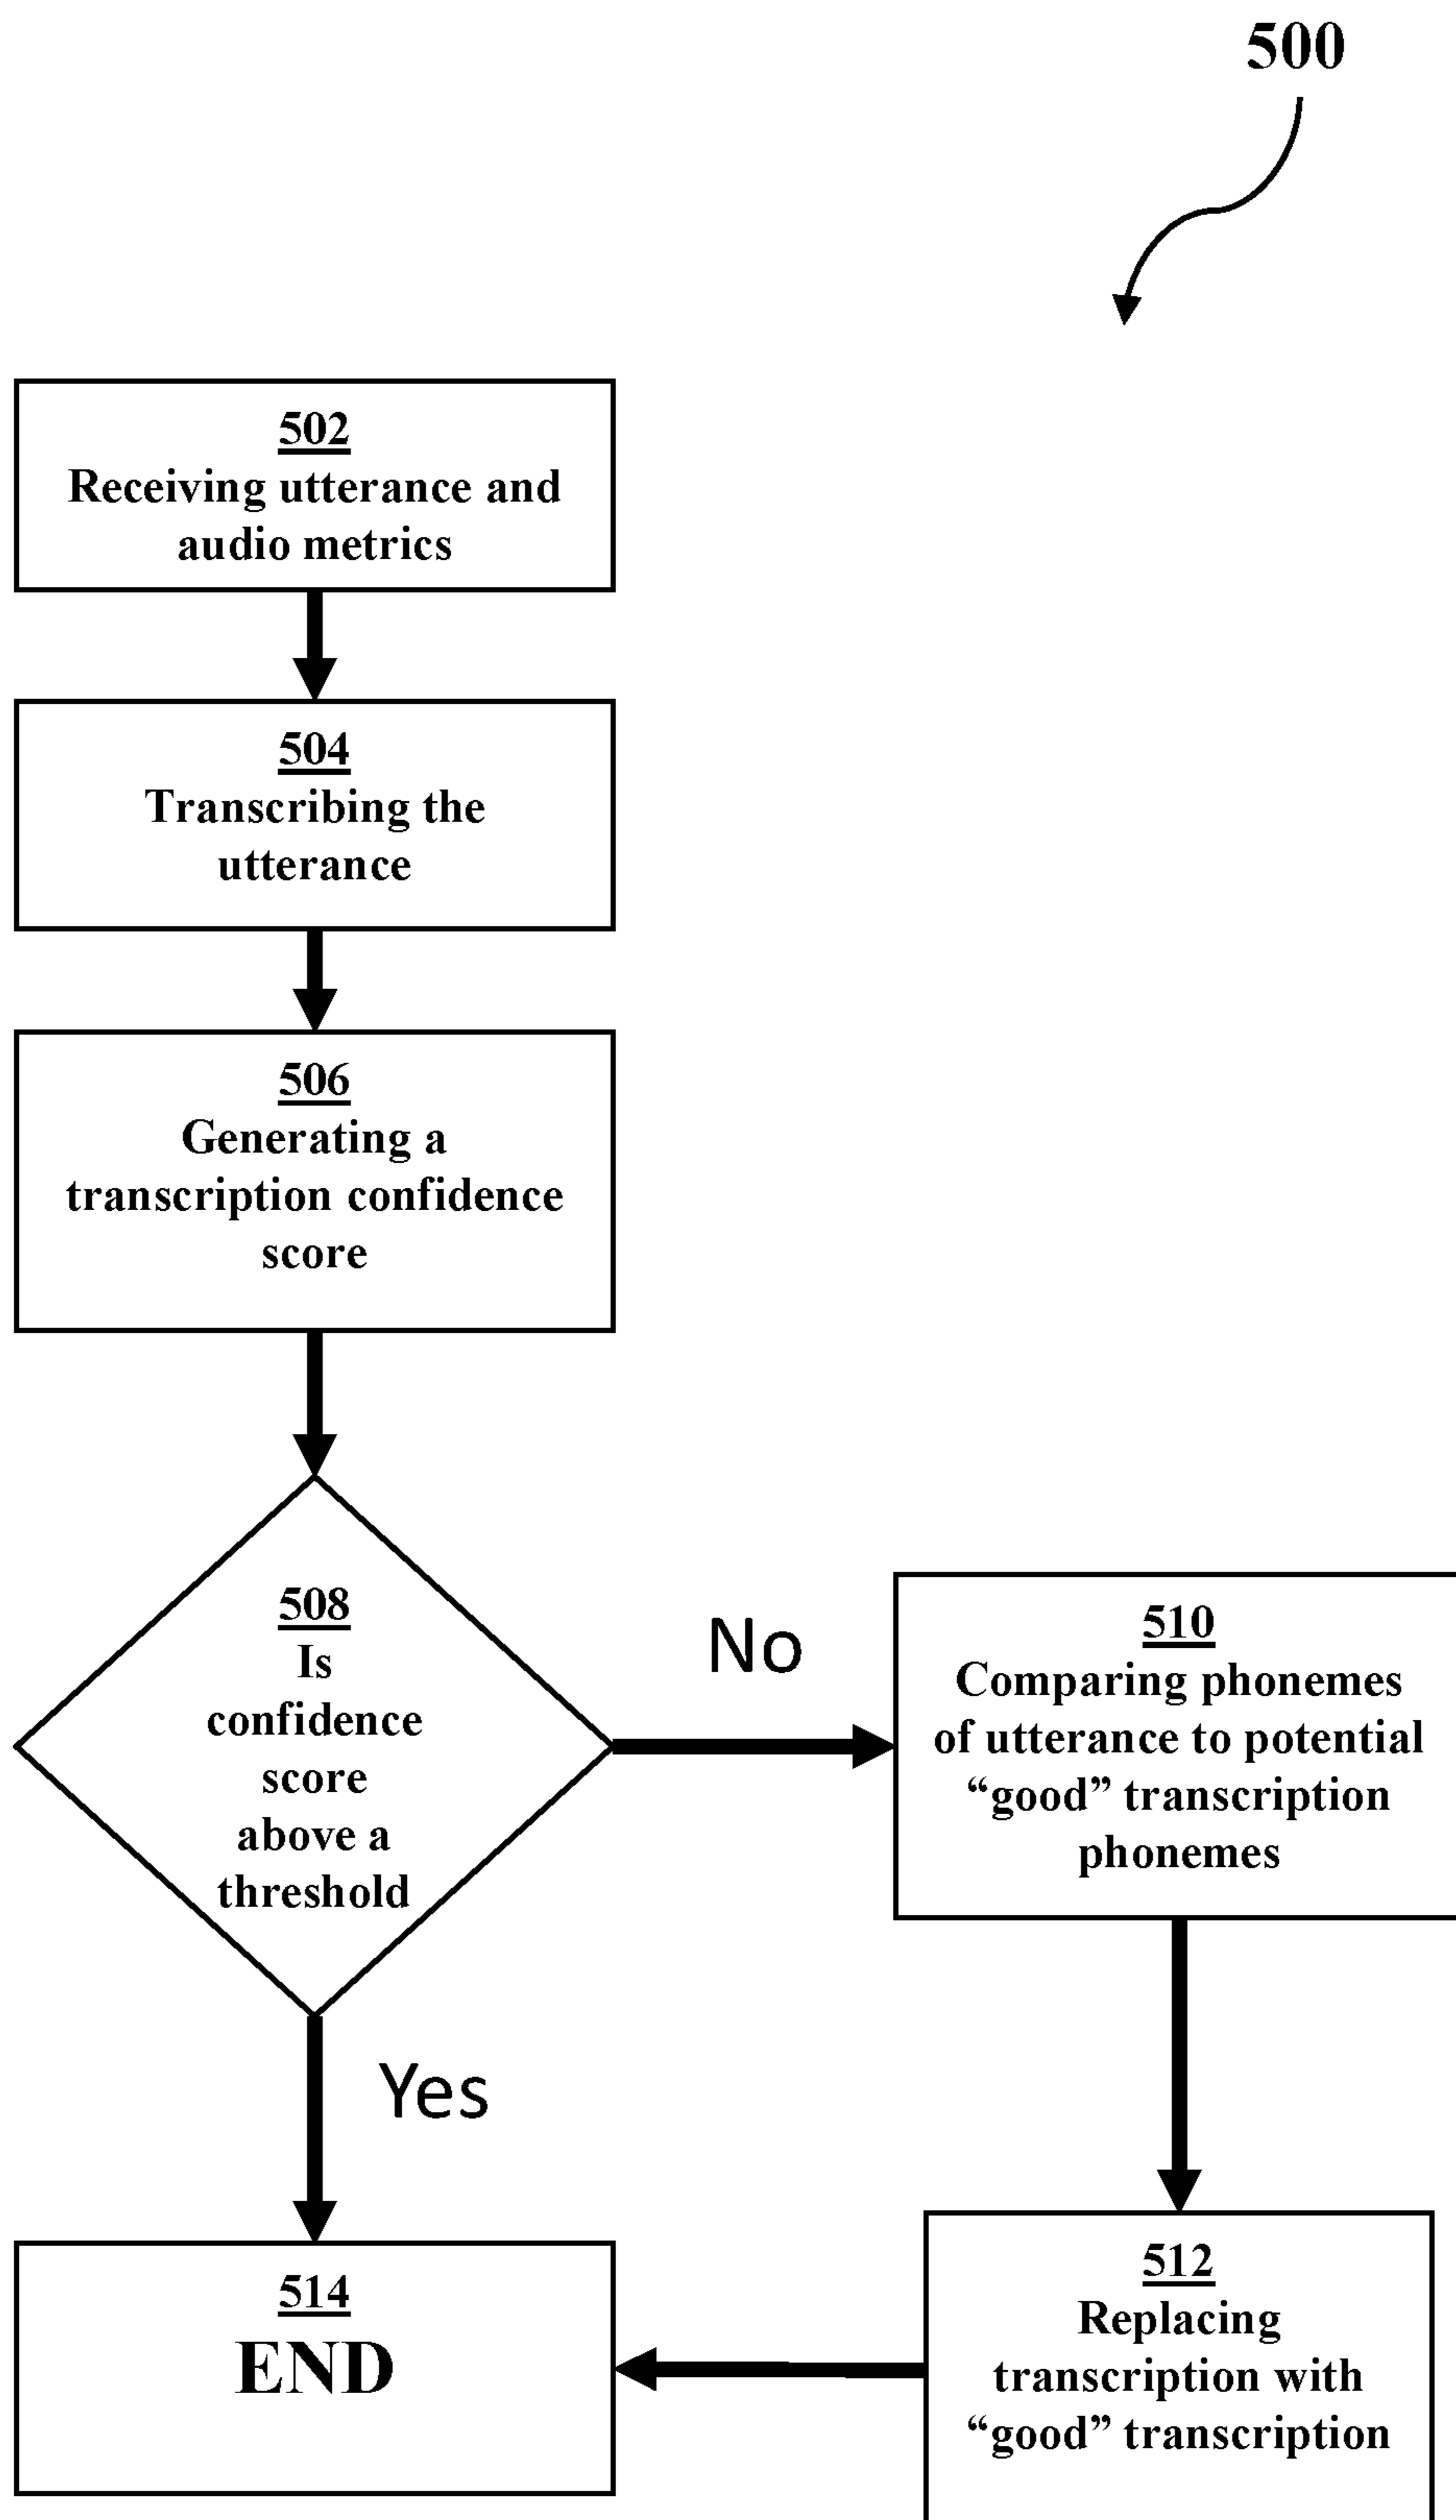 500
502
Receiving utterance and
audio metrics
504
Transcribing the
utterance
506
Generating a
transcription confidence
score
508
Is
confidence
score
above a
threshold
No
510
Comparing phonemes
of utterance to potential
“good” transcription
phonemes
Yes
514
END
512
Replacing
transcription with
“good” transcription